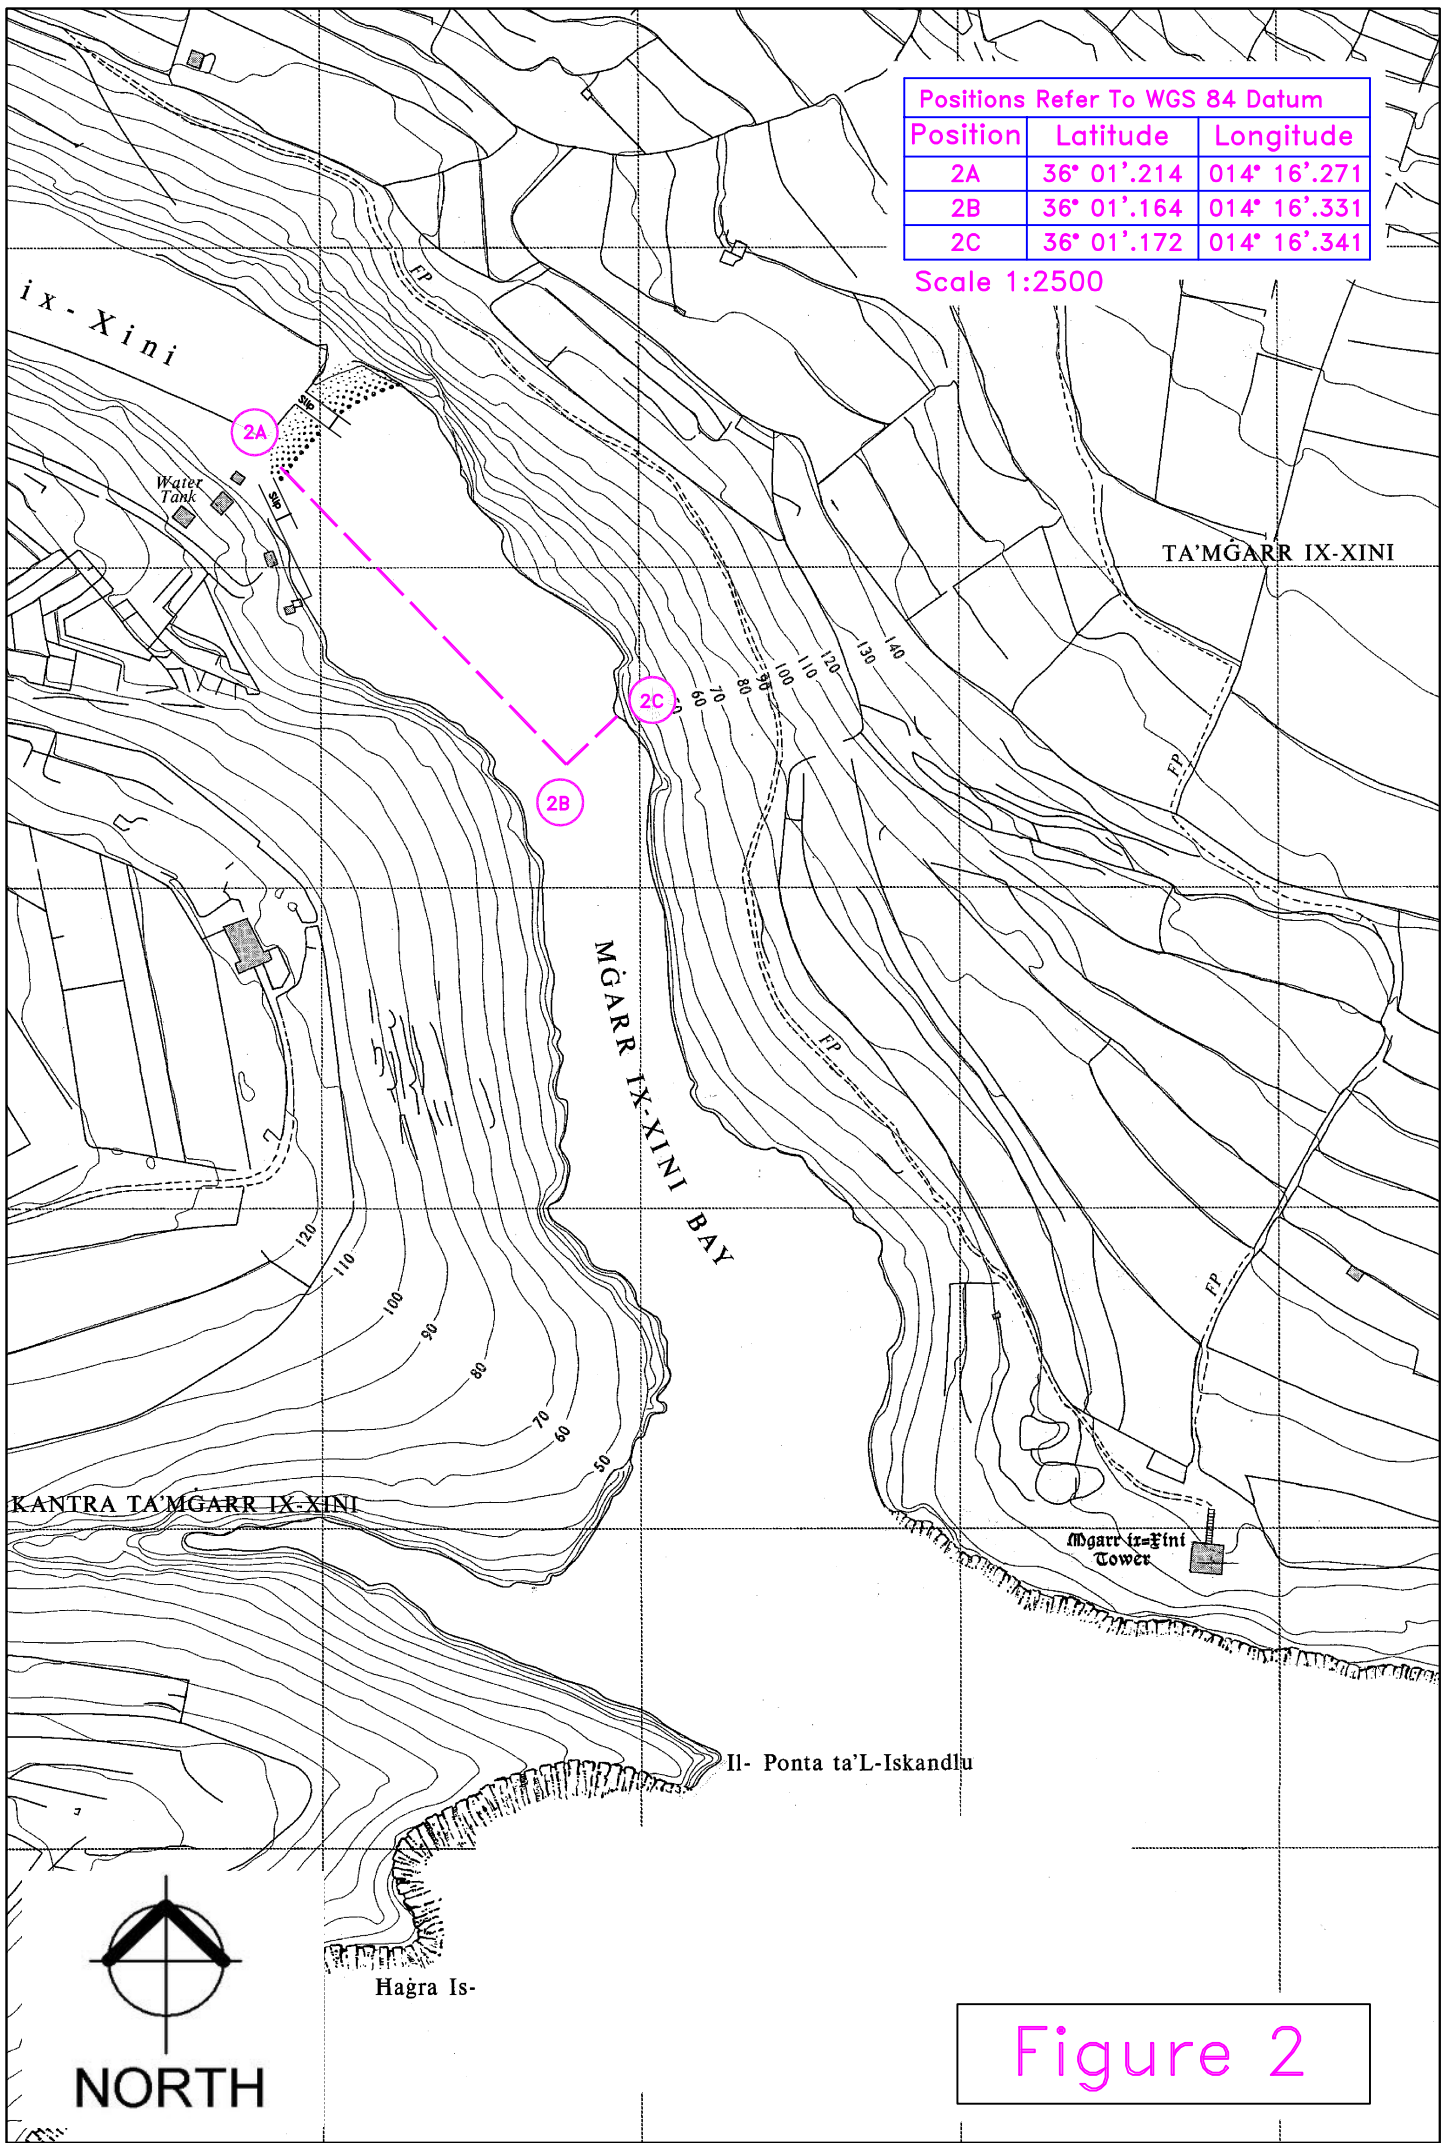 Positions Refer To WGS 84 Datum
Position Latitude Longitude
2A 36° 01'.214 014° 16'.271
2B 36° 01'.164 014° 16'.331
2C 36° 01'.172 014° 16'.341
Scale 1:2500
FP
ix-Xini
Slip
2A
Water
Tank
Slip
TA'MĠARR IX-XINI
140
130
120
110
100
90
80
70
60
2C
FP
2B
MĠARR IX-XINI BAY
FP
120
110
100
90
80
70
60
50
FP
KANTRA TA'MĠARR IX-XINI
Mgarr ix-Xini
Tower
Il- Ponta ta'L-Iskandlu
Ħaġra Is-
NORTH
Figure 2